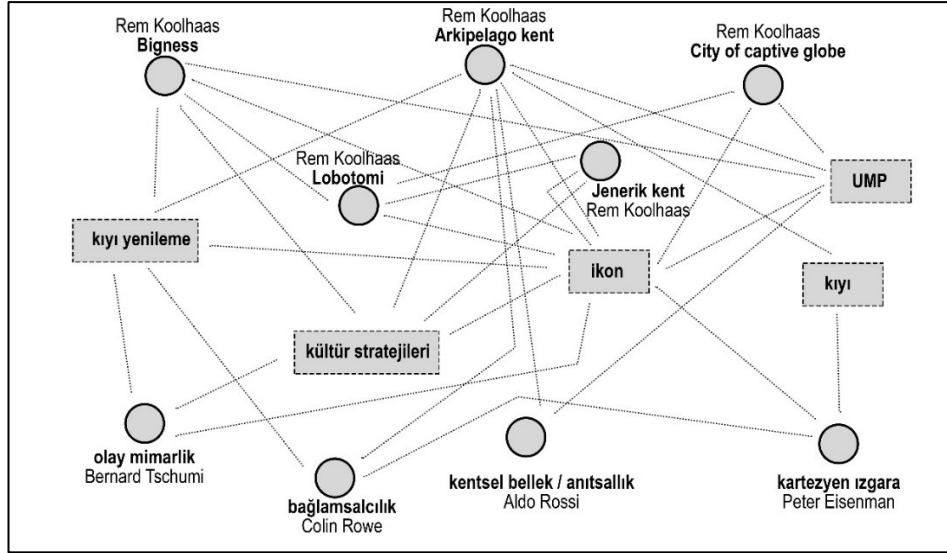 Rem Koolhaas
Bigness
Rem Koolhaas
Arkipelago kent
Rem Koolhaas
City of captive globe
Rem Koolhaas
Lobotomi
Jenerik kent
Rem Koolhaas
UMP
kıyı yenileme
ikon
kıyı
kültür stratejileri
olay mimarlik
Bernard Tschumi
bağlamsalcılık
Colin Rowe
kentsel bellek / anıtsallık
Aldo Rossi
kartezyen ızgara
Peter Eisenman